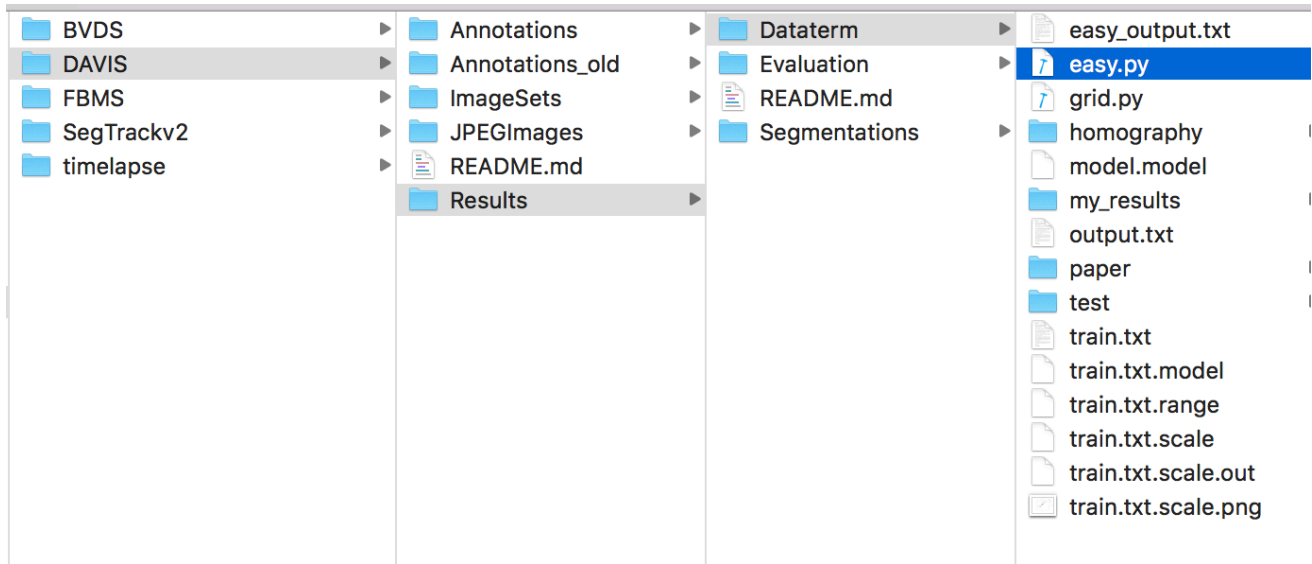 BVDS
DAVIS
FBMS
SegTrackv2
timelapse
Annotations
Annotations_old
ImageSets
JPEGImages
README.md
Results
Dataterm
Evaluation
README.md
Segmentations
easy_output.txt
easy.py
grid.py
homography
model.model
my_results
output.txt
paper
test
train.txt
train.txt.model
train.txt.range
train.txt.scale
train.txt.scale.out
train.txt.scale.png